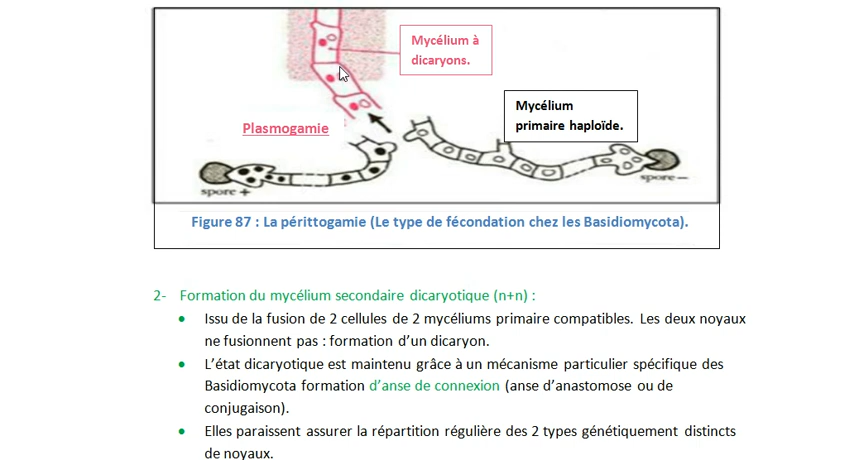 Mycélium à
dicaryons.
Mycélium
primaire haploïde.
Plasmogamie
spore +
spore −
Figure 87 : La périttogamie (Le type de fécondation chez les Basidiomycota).
2- Formation du mycélium secondaire dicaryotique (n+n) :
• Issu de la fusion de 2 cellules de 2 mycéliums primaire compatibles. Les deux noyaux
ne fusionnent pas : formation d’un dicaryon.
• L’état dicaryotique est maintenu grâce à un mécanisme particulier spécifique des
Basidiomycota formation d’anse de connexion (anse d’anastomose ou de
conjugaison).
• Elles paraissent assurer la répartition régulière des 2 types génétiquement distincts
de noyaux.